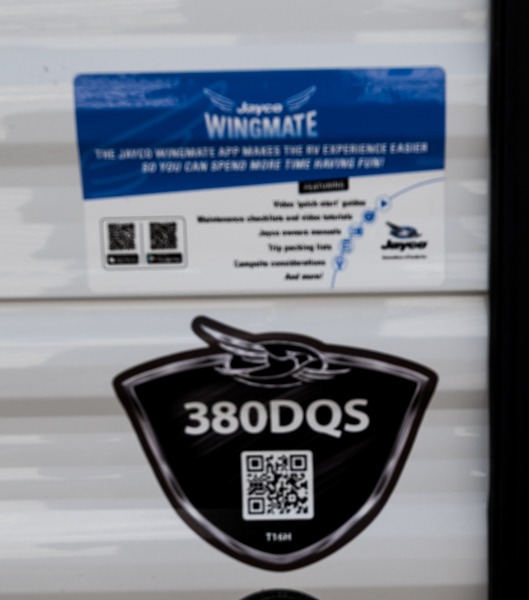 Jayco
WINGMATE
THE JAYCO WINGMATE APP MAKES THE RV EXPERIENCE EASIER
SO YOU CAN SPEND MORE TIME HAVING FUN!
FEATURING
Video 'quick start' guides
Maintenance checklists and video tutorials
Jayco owners manuals
Trip packing lists
Campsite considerations
And more!
Jayco
380DQS
T16H